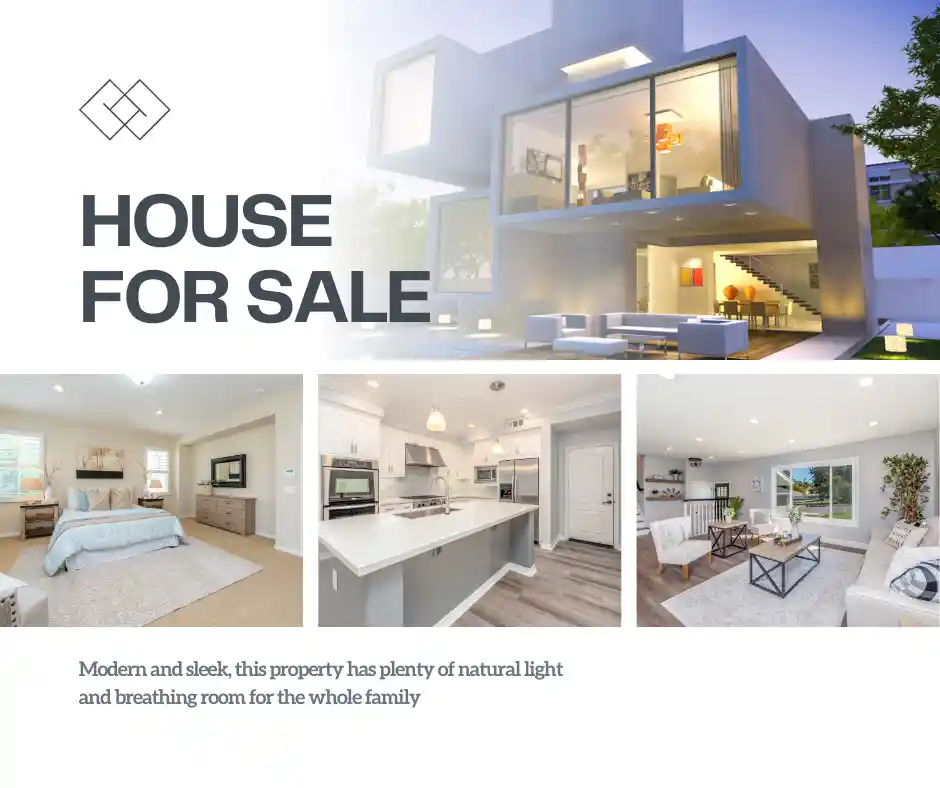 HOUSE
FOR SALE
Modern and sleek, this property has plenty of natural light
and breathing room for the whole family